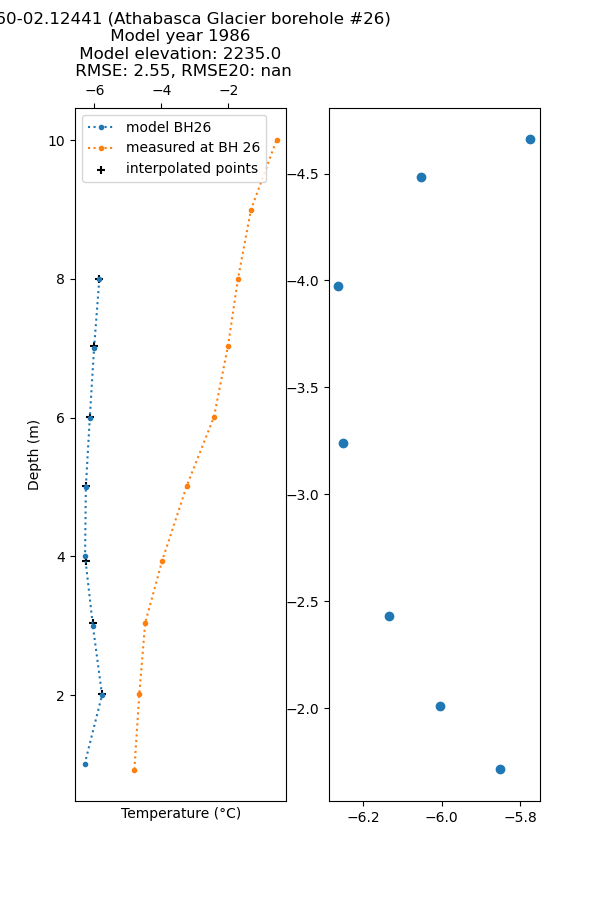 60-02.12441 (Athabasca Glacier borehole #26)
Model year 1986
Model elevation: 2235.0
RMSE: 2.55, RMSE20: nan
−6 −4 −2
model BH26
measured at BH 26
interpolated points
10
8
6
4
2
Depth (m)
Temperature (°C)
−4.5
−4.0
−3.5
−3.0
−2.5
−2.0
−6.2 −6.0 −5.8